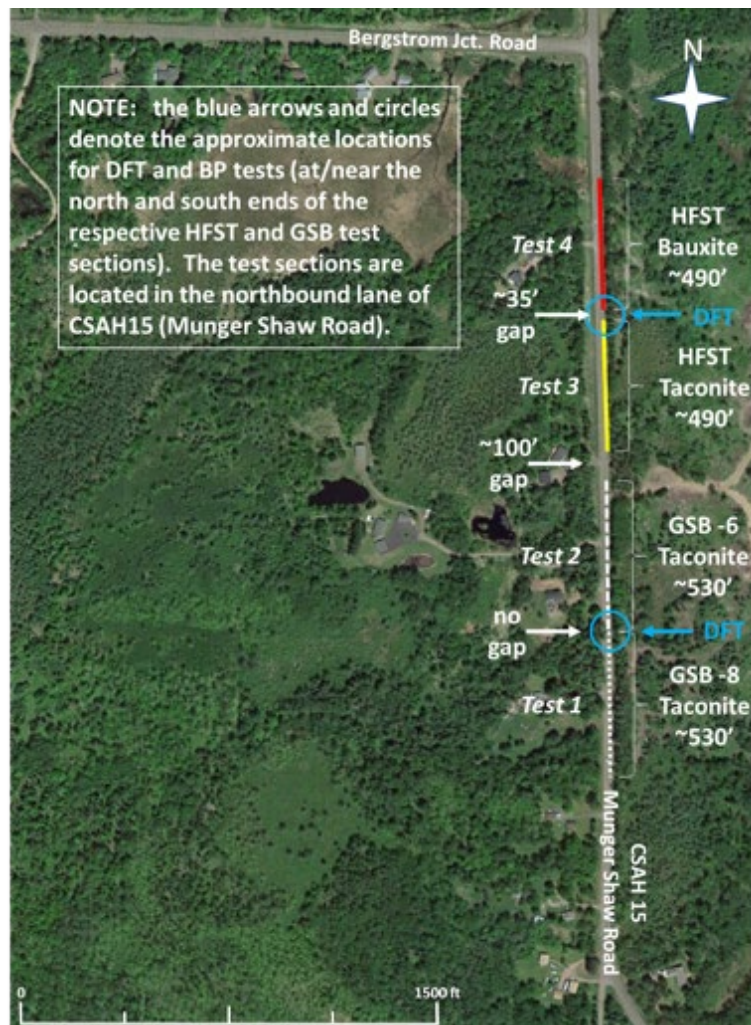 Bergstrom Jct. Road
N
NOTE: the blue arrows and circles
denote the approximate locations
for DFT and BP tests (at/near the
north and south ends of the
respective HFST and GSB test
sections). The test sections are
located in the northbound lane of
CSAH15 (Munger Shaw Road).
HFST
Bauxite
~490'
Test 4
~35'
gap
DFT
HFST
Taconite
~490'
Test 3
~100'
gap
GSB -6
Taconite
~530'
Test 2
no
gap
DFT
GSB -8
Taconite
~530'
Test 1
CSAH 15
Munger Shaw Road
0
1500 ft